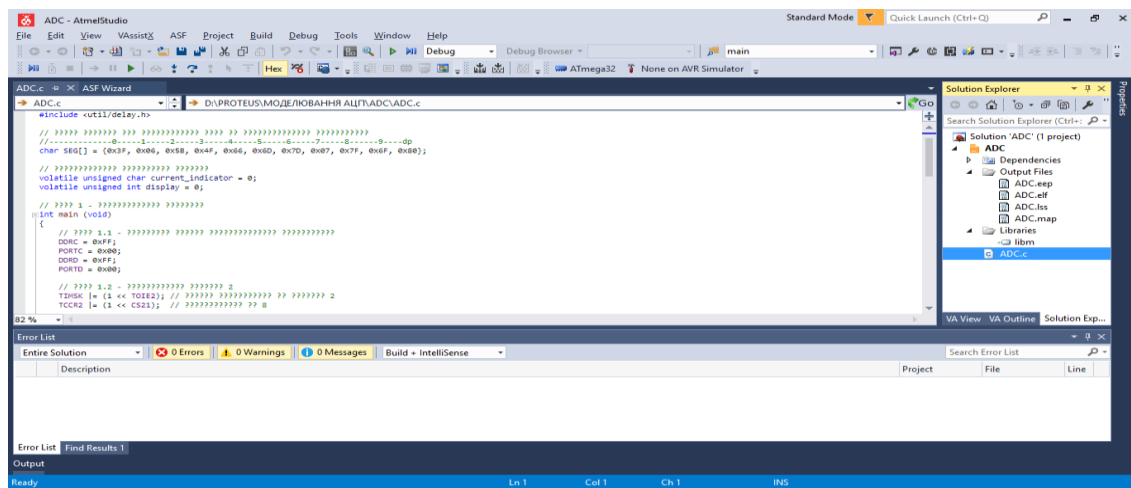 ADC - AtmelStudio
Standard Mode
Quick Launch (Ctrl+Q)
File Edit View VAssistX ASF Project Build Debug Tools Window Help
Debug
Debug Browser
main
Hex
ATmega32 None on AVR Simulator
ADC.c ASF Wizard
ADC.c
D:\PROTEUS\МОДЕЛЮВАННЯ АЦП\ADC\ADC.c
Go
#include <util/delay.h>
// ????? ??????? ??? ???????????? ???? ?? ?????????????? ???????????
//-------------0-----1-----2-----3-----4-----5-----6-----7-----8------9----dp
char SEG[] = {0x3F, 0x06, 0x5B, 0x4F, 0x66, 0x6D, 0x7D, 0x07, 0x7F, 0x6F, 0x80};
// ????????????? ?????????? ???????
volatile unsigned char current_indicator = 0;
volatile unsigned int display = 0;
// ???? 1 - ????????????? ????????
int main (void)
{
// ???? 1.1 - ????????? ?????? ?????????????? ???????????
DDRC = 0xFF;
PORTC = 0x00;
DDRD = 0xFF;
PORTD = 0x00;
// ???? 1.2 - ???????????? ??????? 2
TIMSK |= (1 << TOIE2); // ?????? ??????????? ?? ??????? 2
TCCR2 |= (1 << CS21); // ???????????? ?? 8
82 %
Solution Explorer
Search Solution Explorer (Ctrl+;
Solution 'ADC' (1 project)
ADC
Dependencies
Output Files
ADC.eep
ADC.elf
ADC.lss
ADC.map
Libraries
libm
ADC.c
VA View VA Outline Solution Exp...
Properties
Error List
Entire Solution
0 Errors
0 Warnings
0 Messages
Build + IntelliSense
Search Error List
Description Project File Line
Error List Find Results 1
Output
Ready Ln 1 Col 1 Ch 1 INS